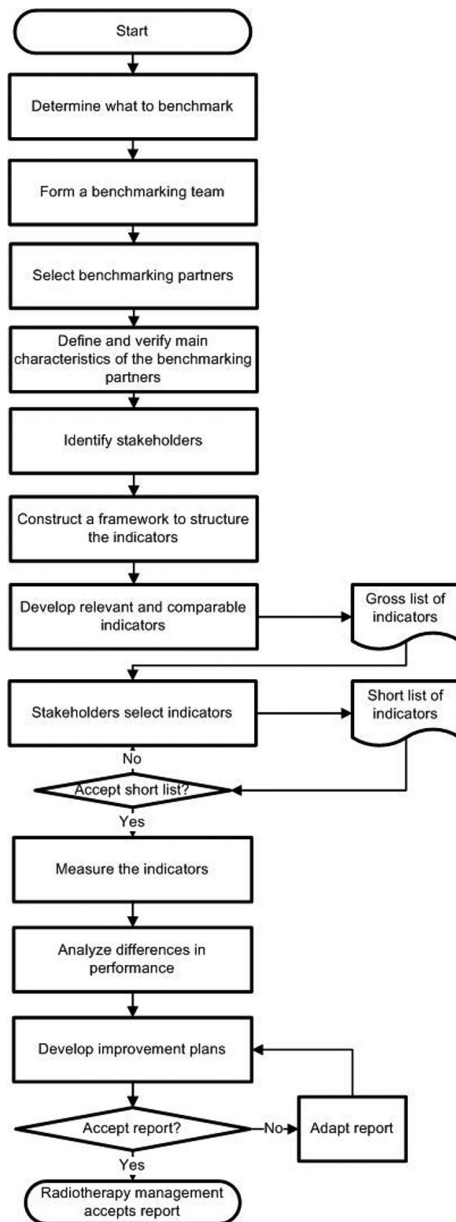 Start
Determine what to benchmark
Form a benchmarking team
Select benchmarking partners
Define and verify main
characteristics of the benchmarking
partners
Identify stakeholders
Construct a framework to structure
the indicators
Develop relevant and comparable
indicators
Gross list of
indicators
Stakeholders select indicators
Short list of
indicators
No
Accept short list?
Yes
Measure the indicators
Analyze differences in
performance
Develop improvement plans
Accept report?
No
Adapt report
Yes
Radiotherapy management
accepts report